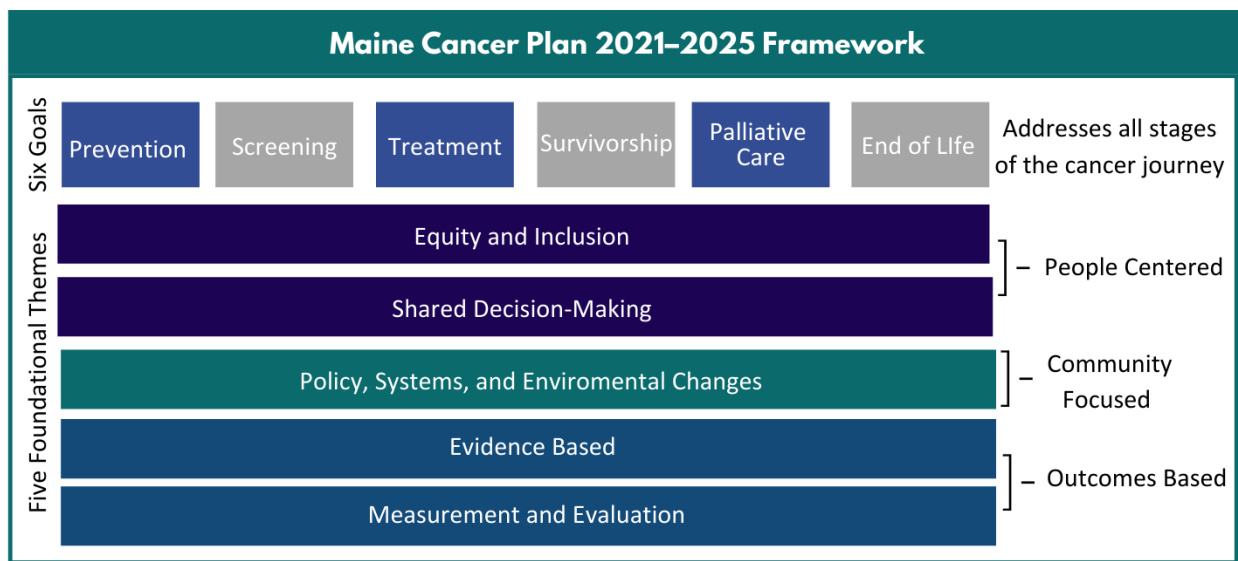 Maine Cancer Plan 2021–2025 Framework
Six Goals
Prevention
Screening
Treatment
Survivorship
Palliative
Care
End of LIfe
Addresses all stages
of the cancer journey
Five Foundational Themes
Equity and Inclusion
Shared Decision-Making
– People Centered
Policy, Systems, and Enviromental Changes
– Community
Focused
Evidence Based
Measurement and Evaluation
– Outcomes Based